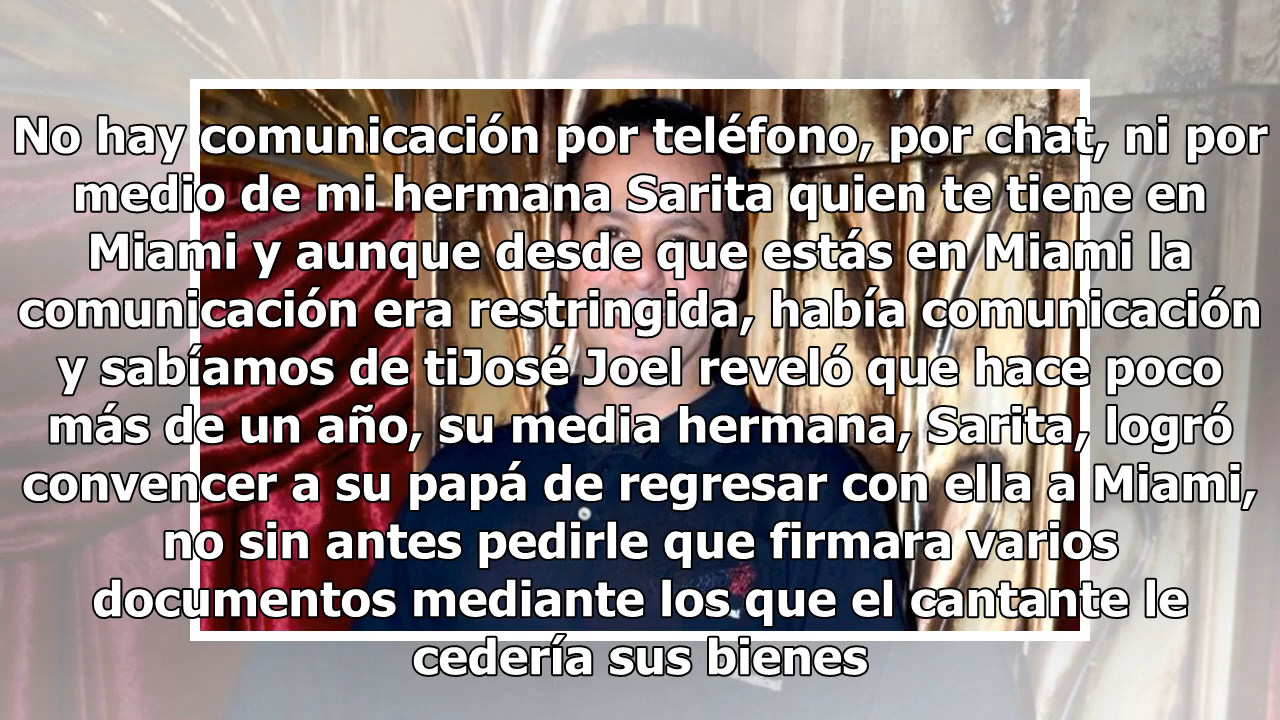 No hay comunicación por teléfono, por chat, ni por
medio de mi hermana Sarita quien te tiene en
Miami y aunque desde que estás en Miami la
comunicación era restringida, había comunicación
y sabíamos de tiJosé Joel reveló que hace poco
más de un año, su media hermana, Sarita, logró
convencer a su papá de regresar con ella a Miami,
no sin antes pedirle que firmara varios
documentos mediante los que el cantante le
cedería sus bienes